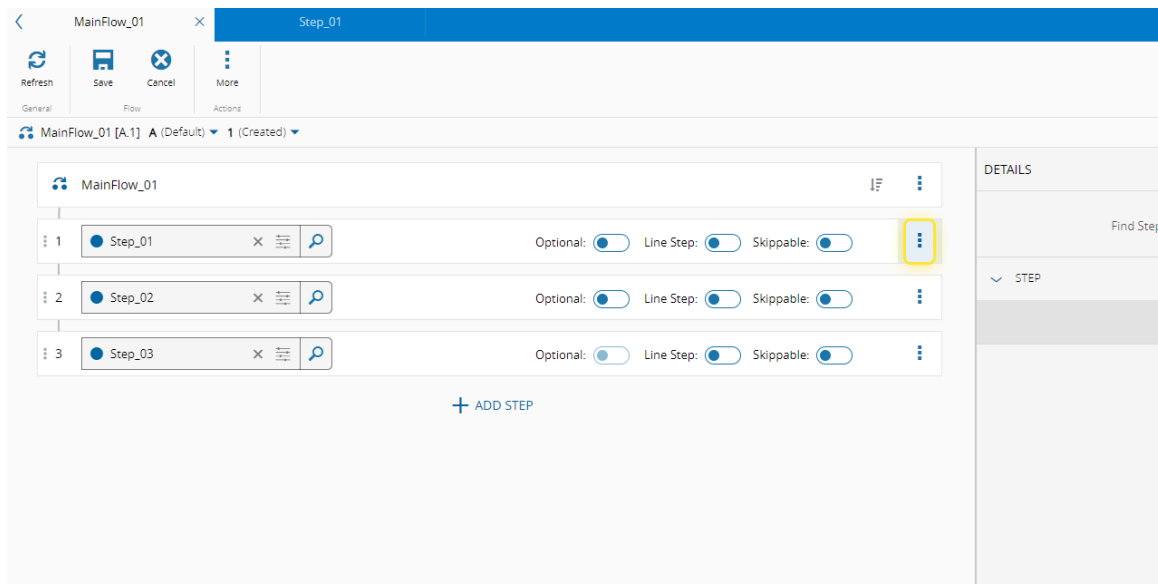 MainFlow_01 Step_01
Refresh Save Cancel More
General Flow Actions
MainFlow_01 [A.1] A (Default) 1 (Created)
DETAILS
MainFlow_01
Find Step
1 Step_01 Optional: Line Step: Skippable:
STEP
2 Step_02 Optional: Line Step: Skippable:
3 Step_03 Optional: Line Step: Skippable:
ADD STEP